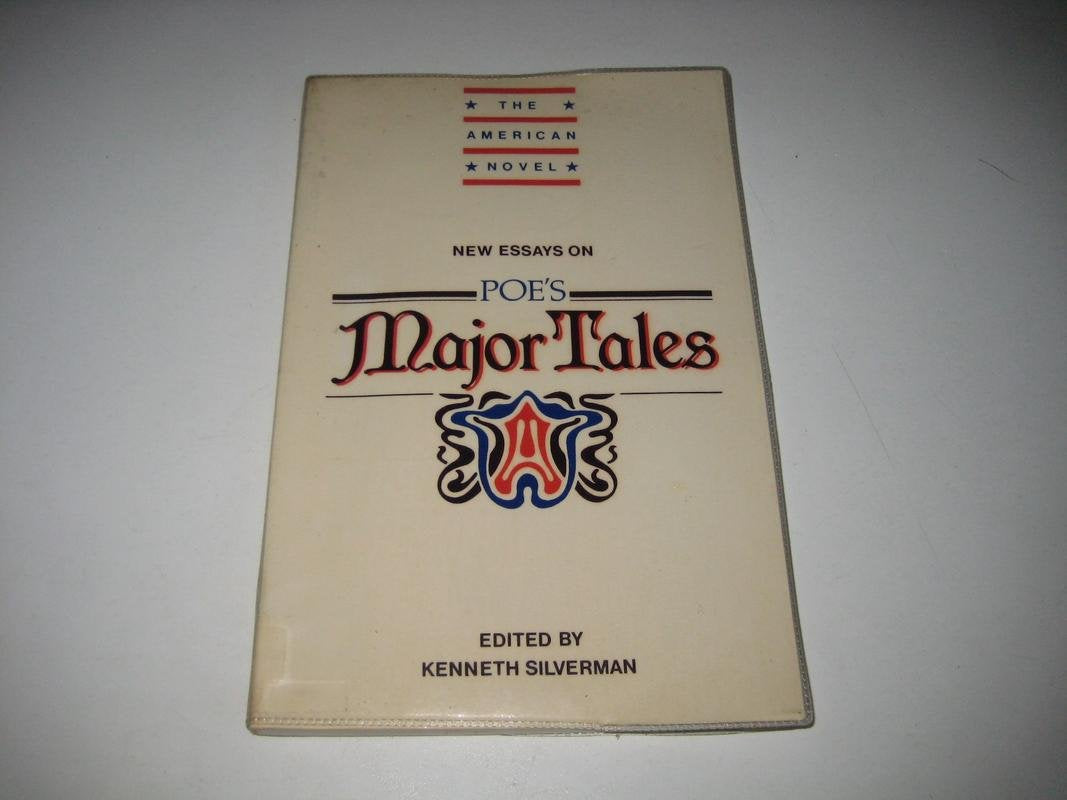 ★ THE ★
AMERICAN
★ NOVEL ★
NEW ESSAYS ON
POE'S
Major Tales
EDITED BY
KENNETH SILVERMAN